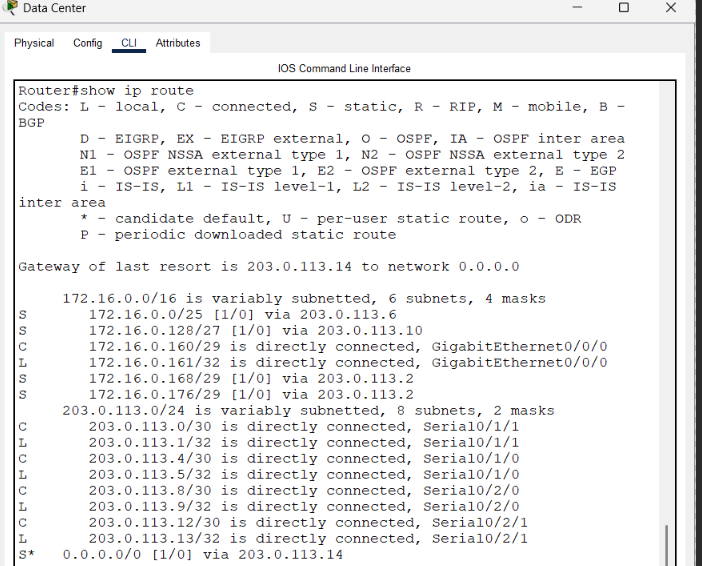 Data Center
Physical Config CLI Attributes
IOS Command Line Interface
Router#show ip route
Codes: L - local, C - connected, S - static, R - RIP, M - mobile, B -
BGP
       D - EIGRP, EX - EIGRP external, O - OSPF, IA - OSPF inter area
       N1 - OSPF NSSA external type 1, N2 - OSPF NSSA external type 2
       E1 - OSPF external type 1, E2 - OSPF external type 2, E - EGP
       i - IS-IS, L1 - IS-IS level-1, L2 - IS-IS level-2, ia - IS-IS
inter area
       * - candidate default, U - per-user static route, o - ODR
       P - periodic downloaded static route
Gateway of last resort is 203.0.113.14 to network 0.0.0.0
     172.16.0.0/16 is variably subnetted, 6 subnets, 4 masks
S       172.16.0.0/25 [1/0] via 203.0.113.6
S       172.16.0.128/27 [1/0] via 203.0.113.10
C       172.16.0.160/29 is directly connected, GigabitEthernet0/0/0
L       172.16.0.161/32 is directly connected, GigabitEthernet0/0/0
S       172.16.0.168/29 [1/0] via 203.0.113.2
S       172.16.0.176/29 [1/0] via 203.0.113.2
     203.0.113.0/24 is variably subnetted, 8 subnets, 2 masks
C       203.0.113.0/30 is directly connected, Serial0/1/1
L       203.0.113.1/32 is directly connected, Serial0/1/1
C       203.0.113.4/30 is directly connected, Serial0/1/0
L       203.0.113.5/32 is directly connected, Serial0/1/0
C       203.0.113.8/30 is directly connected, Serial0/2/0
L       203.0.113.9/32 is directly connected, Serial0/2/0
C       203.0.113.12/30 is directly connected, Serial0/2/1
L       203.0.113.13/32 is directly connected, Serial0/2/1
S*   0.0.0.0/0 [1/0] via 203.0.113.14